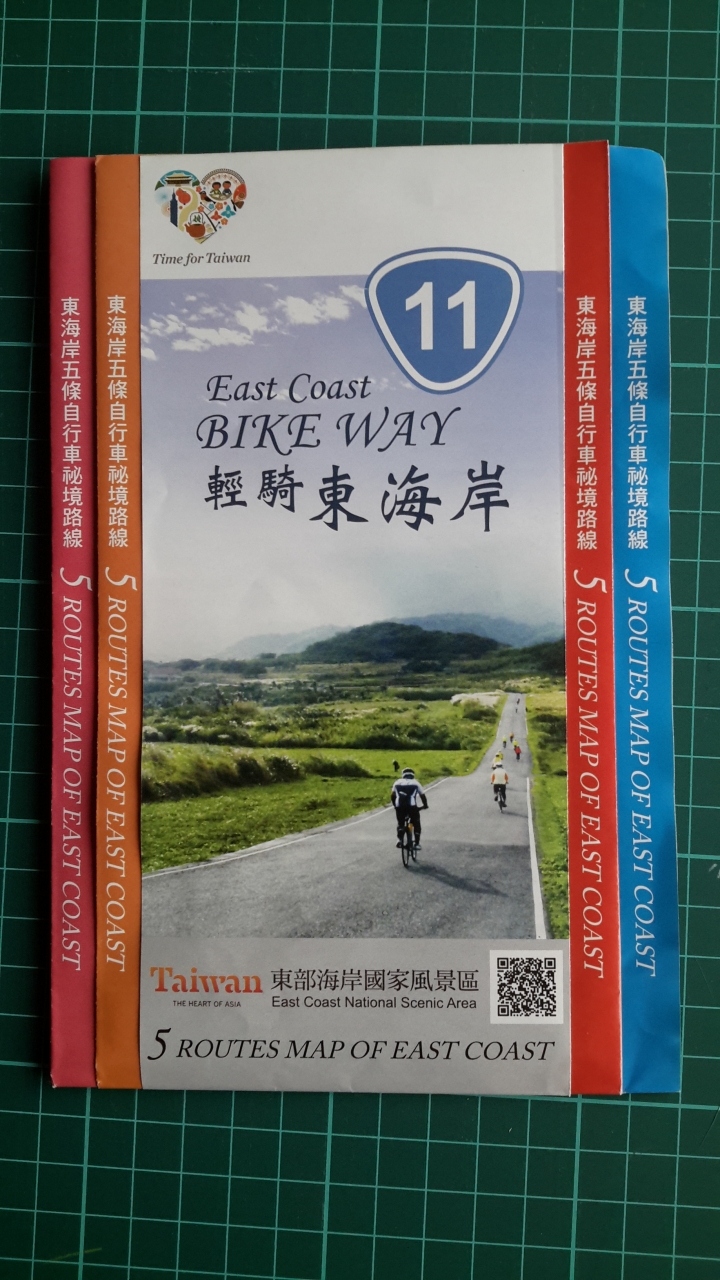 東海岸五條自行車祕境路線 5 ROUTES MAP OF EAST COAST
東海岸五條自行車祕境路線 5 ROUTES MAP OF EAST COAST
Time for Taiwan
11
East Coast
BIKE WAY
輕騎東海岸
Taiwan
THE HEART OF ASIA
東部海岸國家風景區
East Coast National Scenic Area
5 ROUTES MAP OF EAST COAST
東海岸五條自行車祕境路線 5 ROUTES MAP OF EAST COAST
東海岸五條自行車祕境路線 5 ROUTES MAP OF EAST COAST